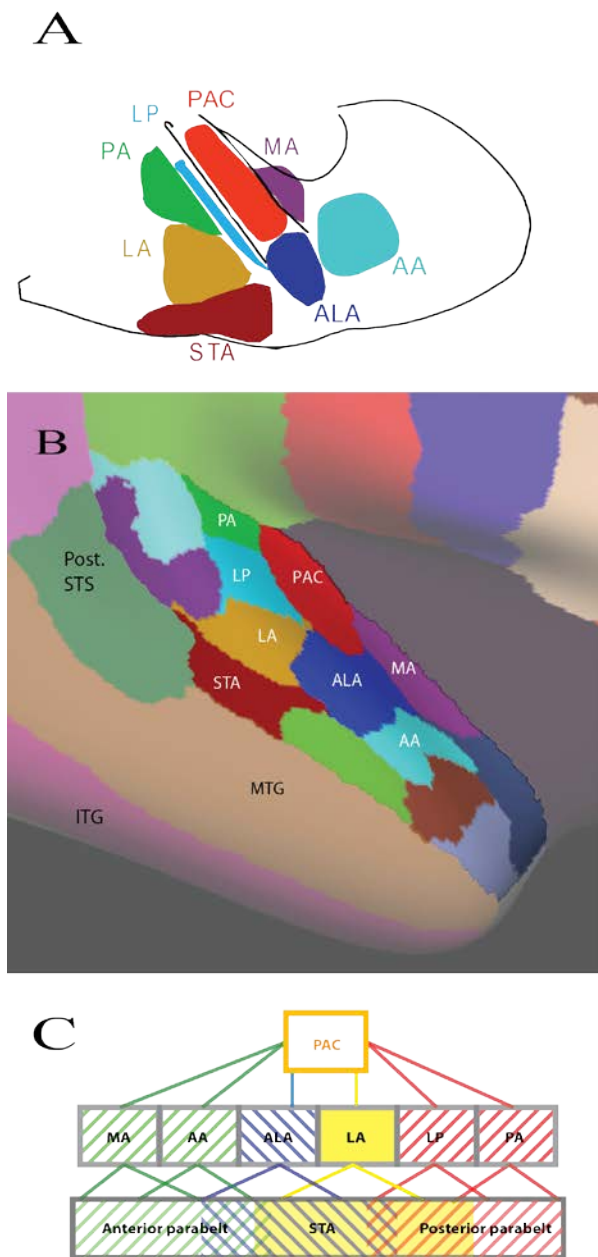 A
PAC
LP
MA
PA
LA
AA
ALA
STA
B
PA
Post.
STS
LP
PAC
LA
MA
STA
ALA
AA
MTG
ITG
C
PAC
MA AA ALA LA LP PA
Anterior parabelt STA Posterior parabelt